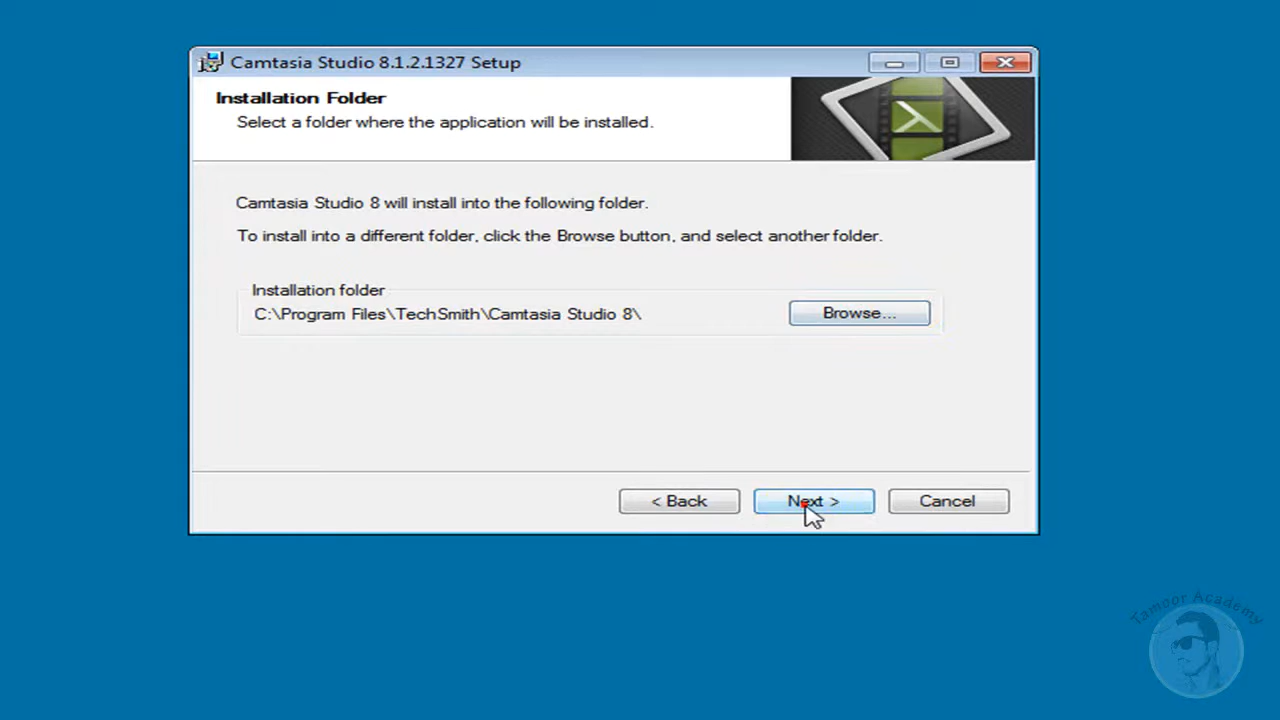 Camtasia Studio 8.1.2.1327 Setup
Installation Folder
Select a folder where the application will be installed.
Camtasia Studio 8 will install into the following folder.
To install into a different folder, click the Browse button, and select another folder.
Installation folder
C:\Program Files\TechSmith\Camtasia Studio 8\
Browse...
< Back
Next >
Cancel
Tamoor Academy